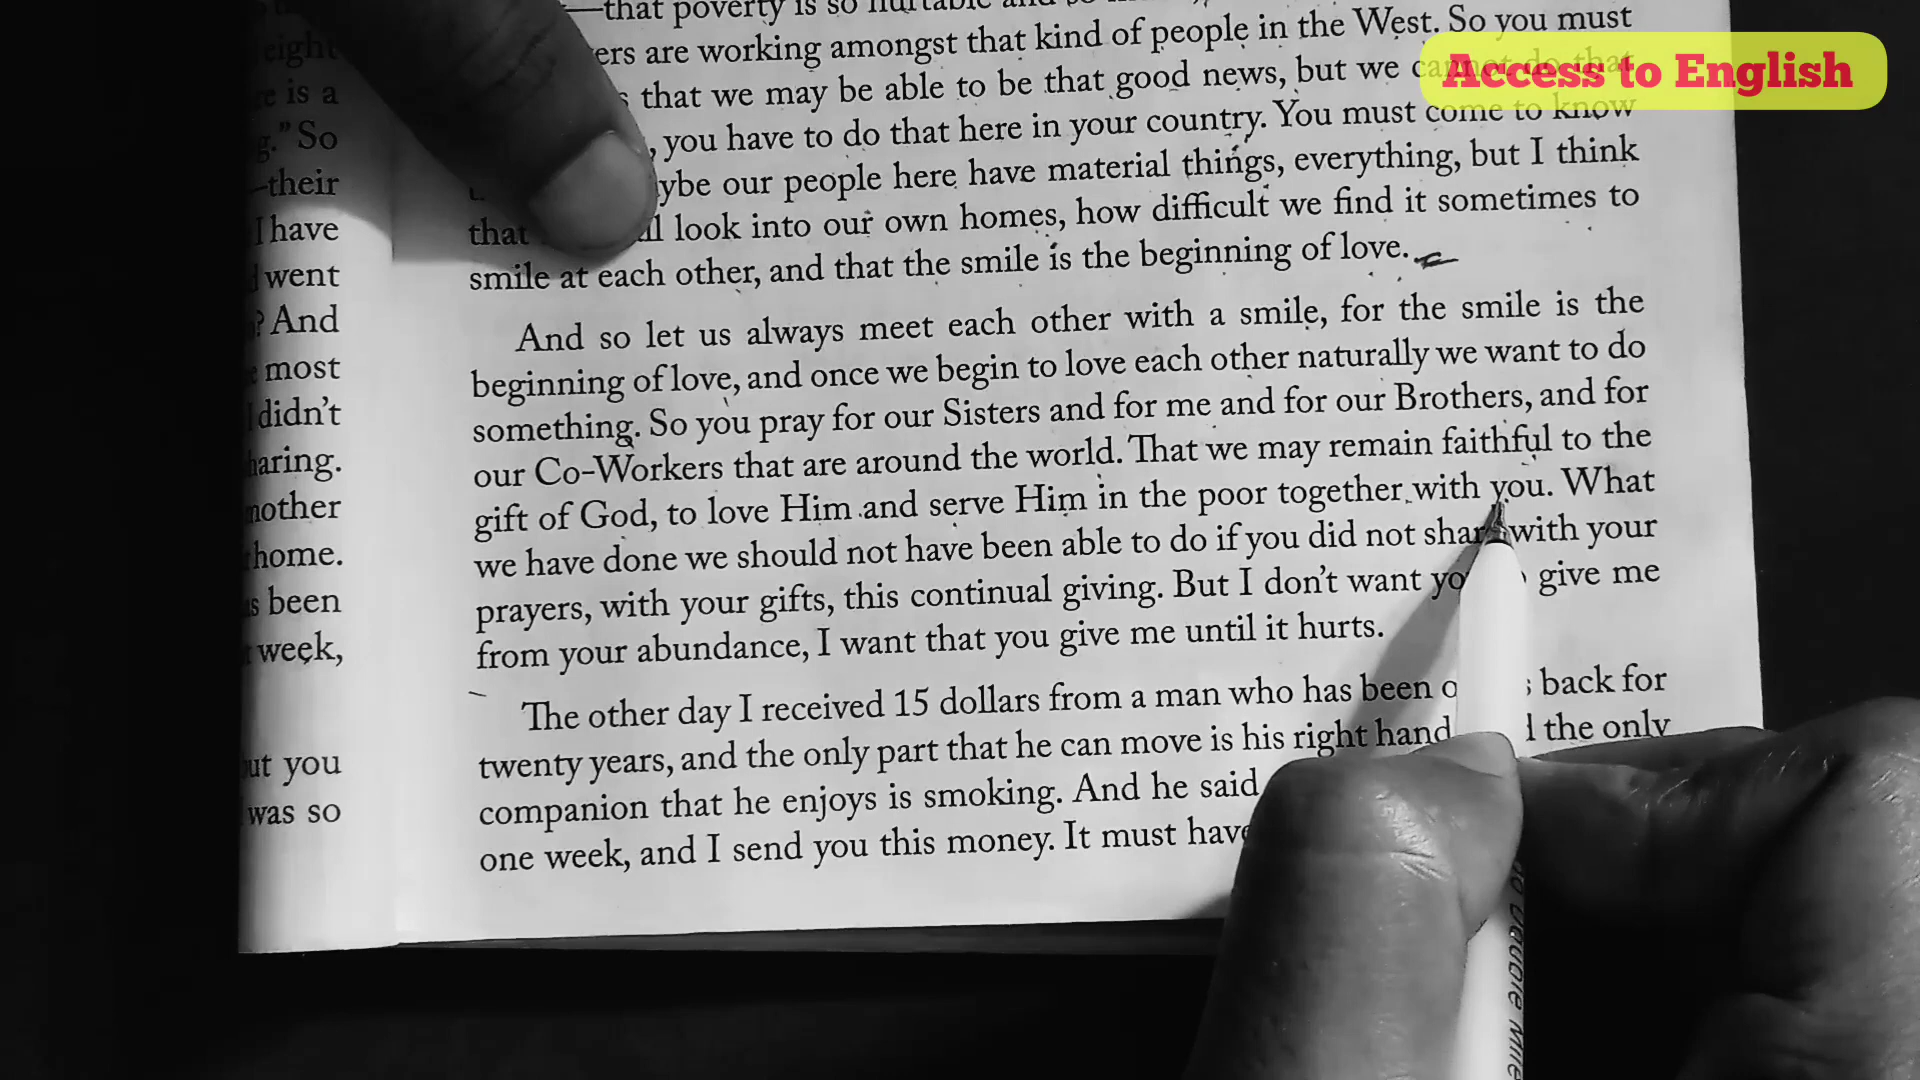 eight
is a
g." So
—their
I have
went
? And
most
didn't
haring.
nother
home.
s been
week,
ut you
was so
—that poverty is so
ers are working amongst that kind of people in the West. So you must
that we may be able to be that good news, but we cannot do that
, you have to do that here in your country. You must come to know
ybe our people here have material things, everything, but I think
that look into our own homes, how difficult we find it sometimes to
smile at each other, and that the smile is the beginning of love.
And so let us always meet each other with a smile, for the smile is the
beginning of love, and once we begin to love each other naturally we want to do
something. So you pray for our Sisters and for me and for our Brothers, and for
our Co-Workers that are around the world. That we may remain faithful to the
gift of God, to love Him and serve Him in the poor together with you. What
we have done we should not have been able to do if you did not share with your
prayers, with your gifts, this continual giving. But I don't want give me
from your abundance, I want that you give me until it hurts.
The other day I received 15 dollars from a man who has been back for
twenty years, and the only part that he can move is his right hand the only
companion that he enjoys is smoking. And he said
one week, and I send you this money. It must have
Access to English